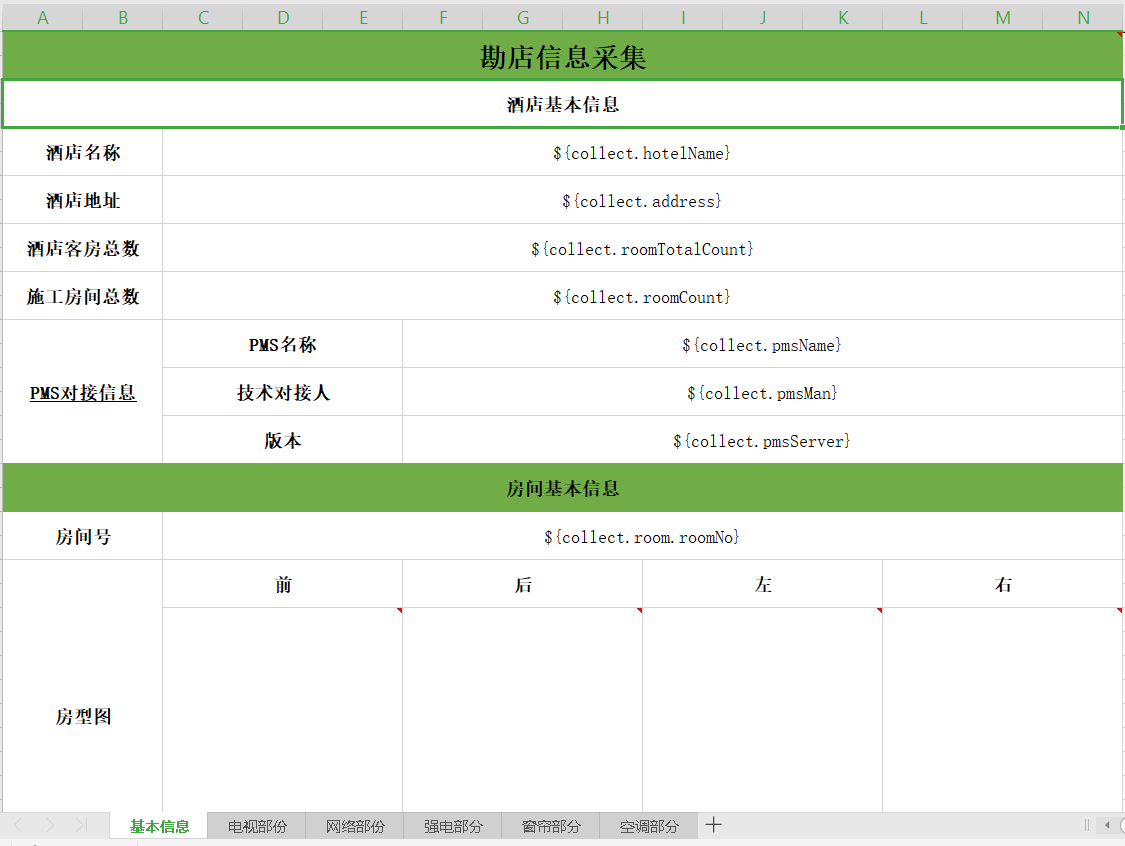 A B C D E F G H I J K L M N
勘店信息采集
酒店基本信息
酒店名称 ${collect.hotelName}
酒店地址 ${collect.address}
酒店客房总数 ${collect.roomTotalCount}
施工房间总数 ${collect.roomCount}
PMS名称 ${collect.pmsName}
PMS对接信息 技术对接人 ${collect.pmsMan}
版本 ${collect.pmsServer}
房间基本信息
房间号 ${collect.room.roomNo}
前 后 左 右
房型图
基本信息 电视部份 网络部份 强电部分 窗帘部分 空调部分